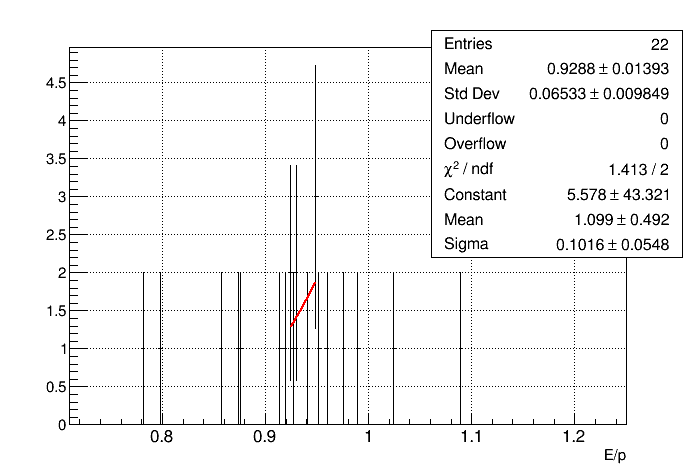 Entries 22
Mean 0.9288 ± 0.01393
Std Dev 0.06533 ± 0.009849
Underflow 0
Overflow 0
χ² / ndf 1.413 / 2
Constant 5.578 ± 43.321
Mean 1.099 ± 0.492
Sigma 0.1016 ± 0.0548
4.5
4
3.5
3
2.5
2
1.5
1
0.5
0
0.8 0.9 1 1.1 1.2
E/p